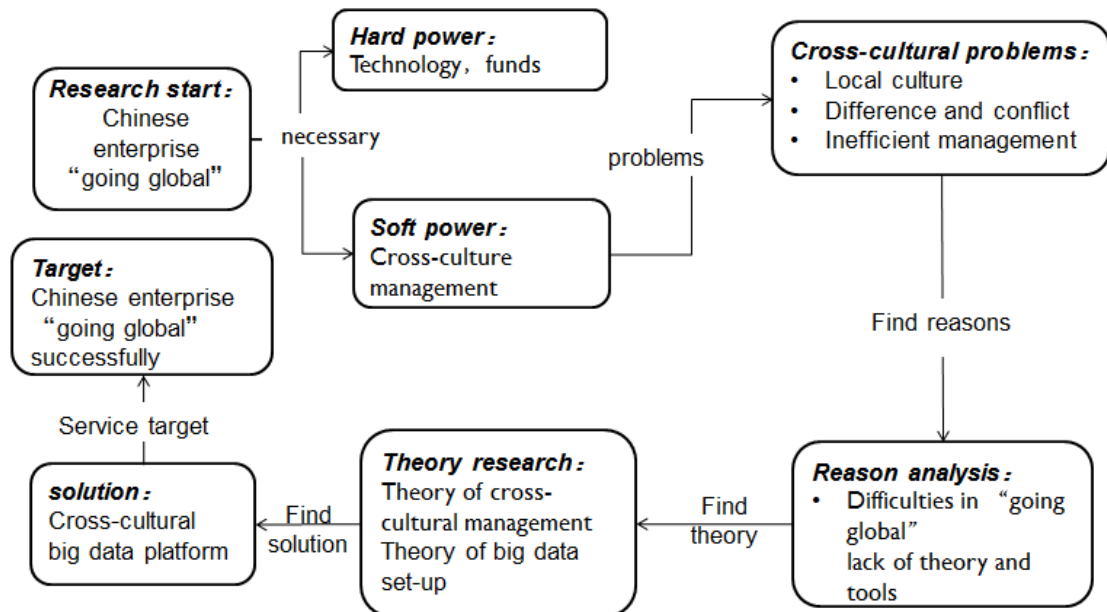 Research start：
Chinese
enterprise
“going global”
necessary
Hard power：
Technology, funds
Soft power：
Cross-culture
management
problems
Cross-cultural problems：
• Local culture
• Difference and conflict
• Inefficient management
Find reasons
Reason analysis：
• Difficulties in “going
global”
lack of theory and
tools
Find
theory
Theory research：
Theory of cross-
cultural management
Theory of big data
set-up
Find
solution
solution：
Cross-cultural
big data platform
Service target
Target：
Chinese enterprise
“going global”
successfully